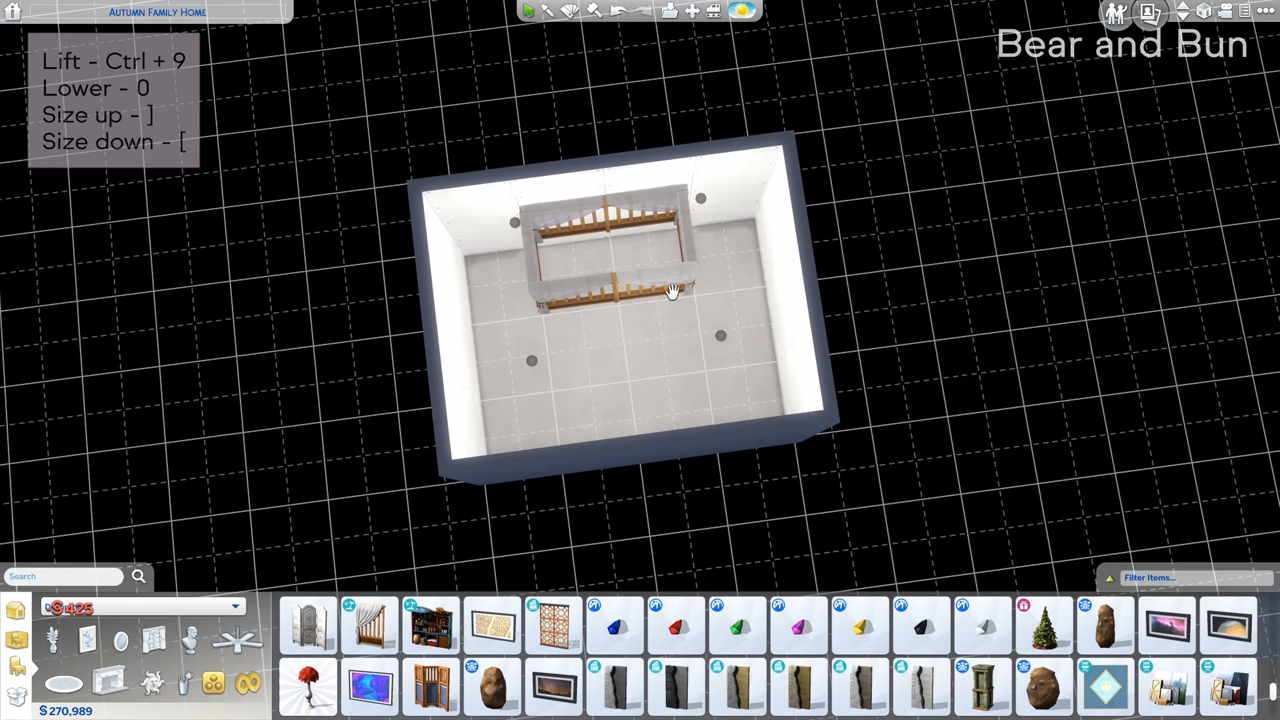 AUTUMN FAMILY HOME
Bear and Bun
Lift - Ctrl + 9
Lower - 0
Size up - ]
Size down - [
Search
Filter Items...
$425
$270,989